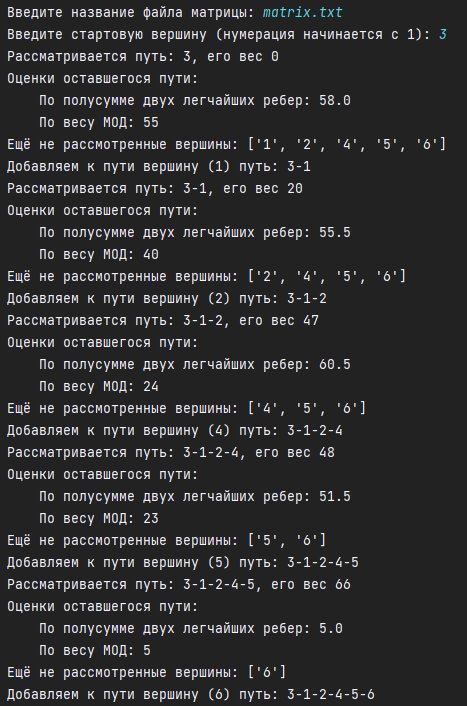 Введите название файла матрицы: matrix.txt
Введите стартовую вершину (нумерация начинается с 1): 3
Рассматривается путь: 3, его вес 0
Оценки оставшегося пути:
По полусумме двух легчайших ребер: 58.0
По весу МОД: 55
Ещё не рассмотренные вершины: ['1', '2', '4', '5', '6']
Добавляем к пути вершину (1) путь: 3-1
Рассматривается путь: 3-1, его вес 20
Оценки оставшегося пути:
По полусумме двух легчайших ребер: 55.5
По весу МОД: 40
Ещё не рассмотренные вершины: ['2', '4', '5', '6']
Добавляем к пути вершину (2) путь: 3-1-2
Рассматривается путь: 3-1-2, его вес 47
Оценки оставшегося пути:
По полусумме двух легчайших ребер: 60.5
По весу МОД: 24
Ещё не рассмотренные вершины: ['4', '5', '6']
Добавляем к пути вершину (4) путь: 3-1-2-4
Рассматривается путь: 3-1-2-4, его вес 48
Оценки оставшегося пути:
По полусумме двух легчайших ребер: 51.5
По весу МОД: 23
Ещё не рассмотренные вершины: ['5', '6']
Добавляем к пути вершину (5) путь: 3-1-2-4-5
Рассматривается путь: 3-1-2-4-5, его вес 66
Оценки оставшегося пути:
По полусумме двух легчайших ребер: 5.0
По весу МОД: 5
Ещё не рассмотренные вершины: ['6']
Добавляем к пути вершину (6) путь: 3-1-2-4-5-6